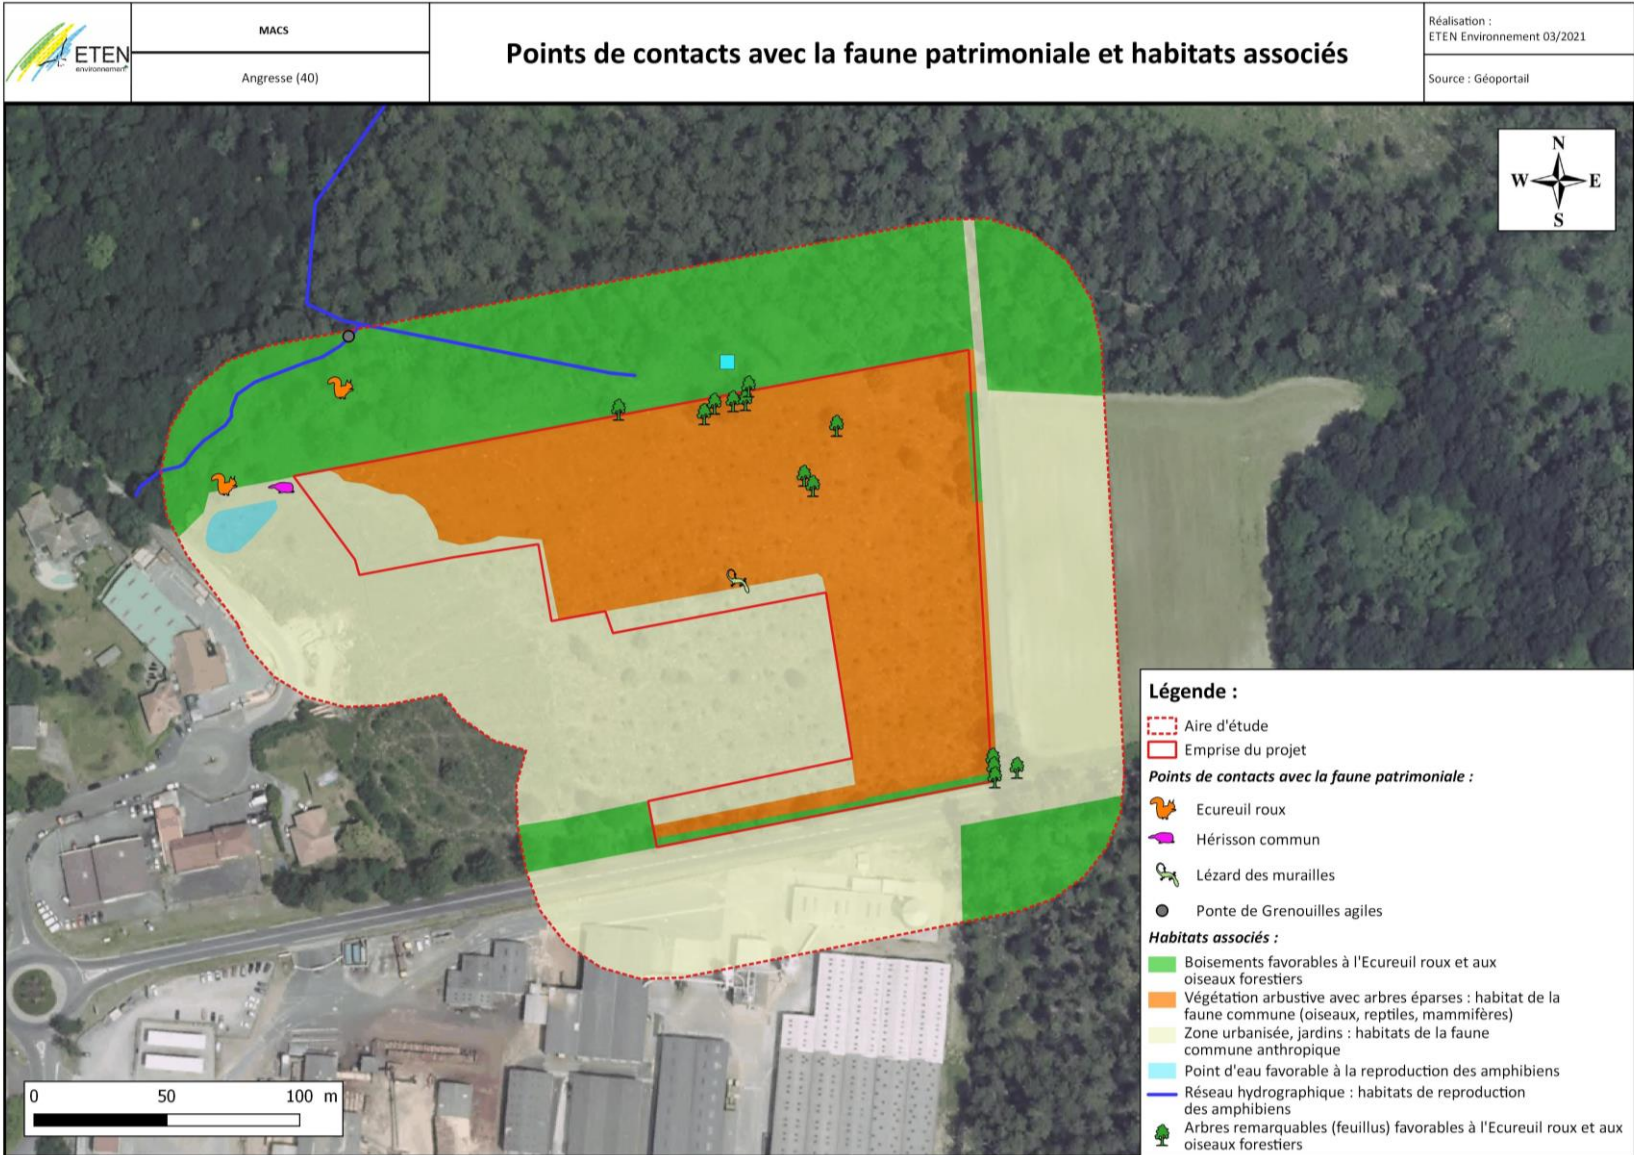 ETEN
environnement
MACS
Angresse (40)
Points de contacts avec la faune patrimoniale et habitats associés
Réalisation :
ETEN Environnement 03/2021
Source : Géoportail
N
W E
S
Légende :
Aire d'étude
Emprise du projet
Points de contacts avec la faune patrimoniale :
Ecureuil roux
Hérisson commun
Lézard des murailles
Ponte de Grenouilles agiles
Habitats associés :
Boisements favorables à l'Ecureuil roux et aux
oiseaux forestiers
Végétation arbustive avec arbres éparses : habitat de la
faune commune (oiseaux, reptiles, mammifères)
Zone urbanisée, jardins : habitats de la faune
commune anthropique
Point d'eau favorable à la reproduction des amphibiens
Réseau hydrographique : habitats de reproduction
des amphibiens
Arbres remarquables (feuillus) favorables à l'Ecureuil roux et aux
oiseaux forestiers
0 50 100 m